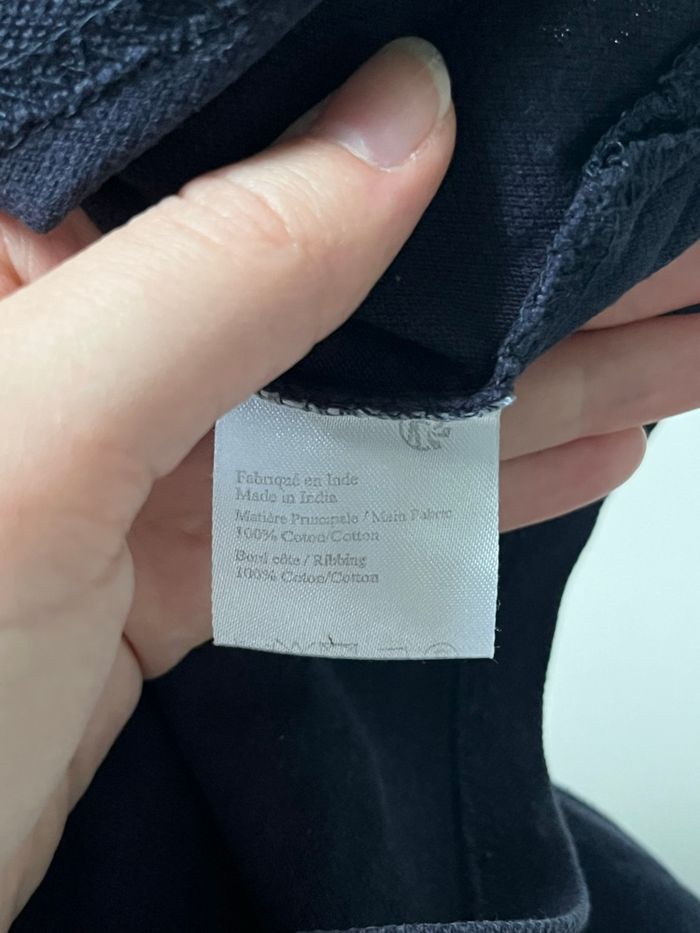 Fabriqué en Inde
Made in India
Matière Principale / Main Fabric
100% Coton/Cotton
Bord côte / Ribbing
100% Coton/Cotton